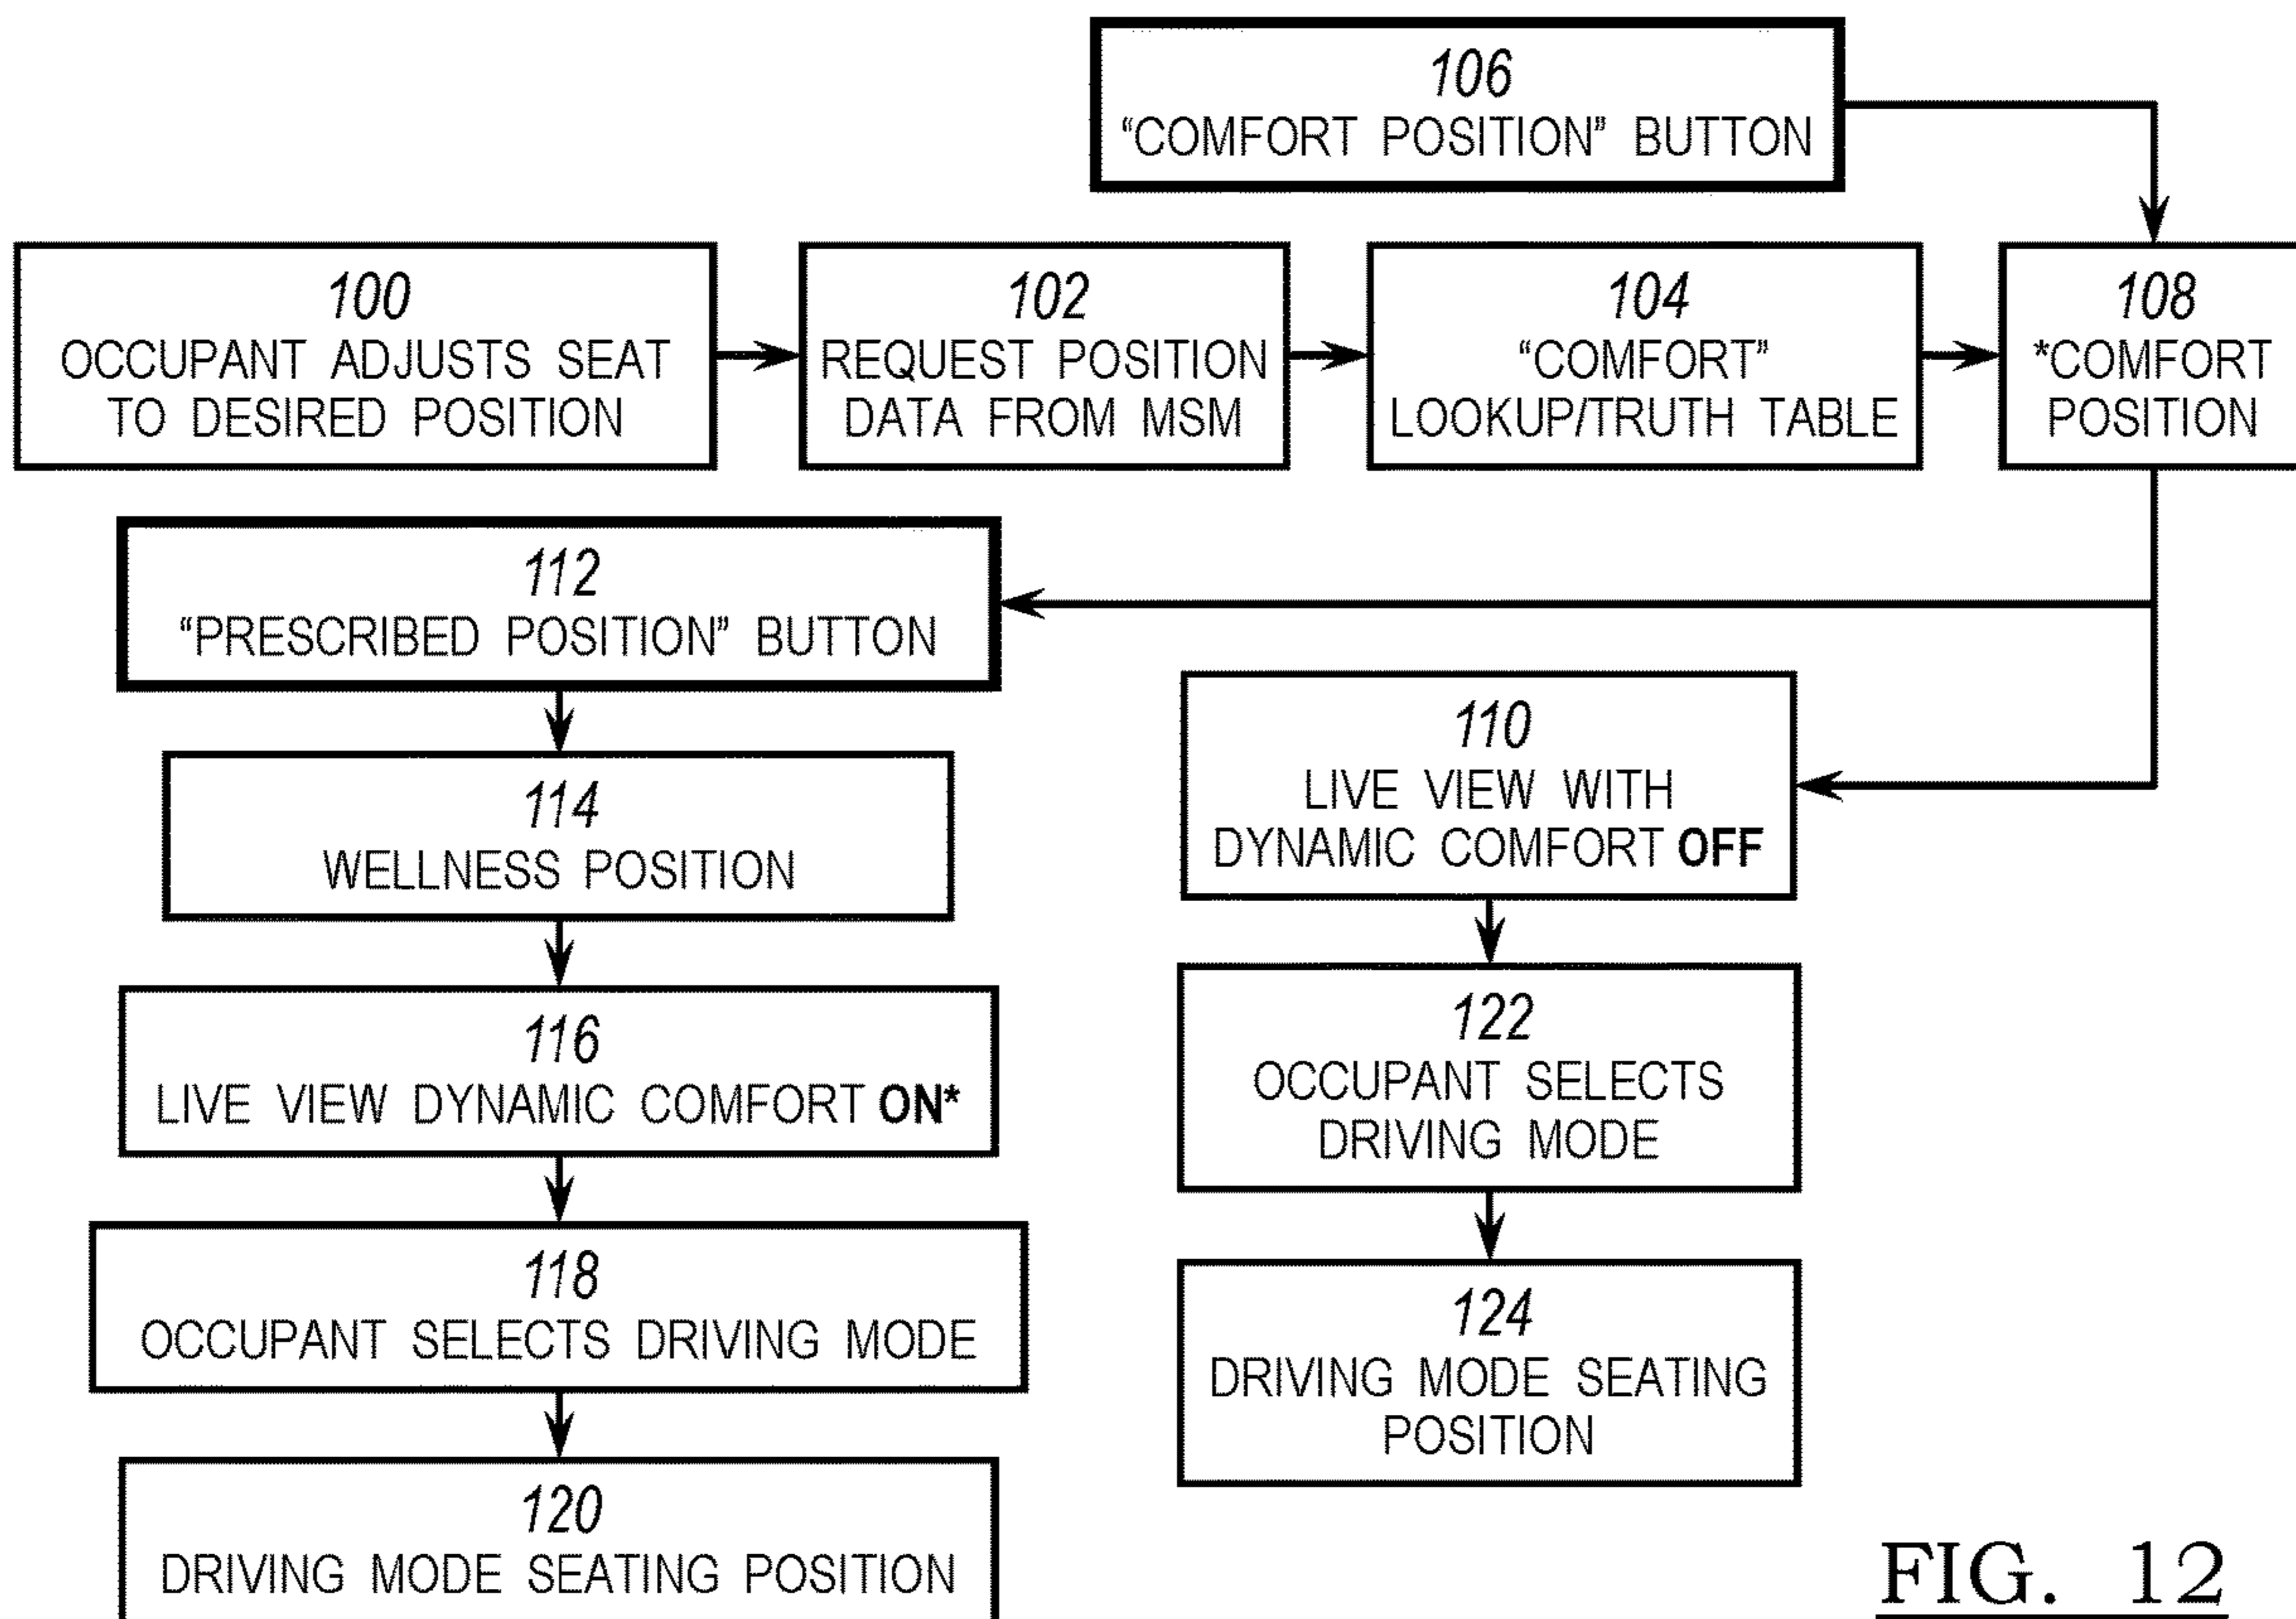 106
“COMFORT POSITION” BUTTON
100
OCCUPANT ADJUSTS SEAT
TO DESIRED POSITION
102
REQUEST POSITION
DATA FROM MSM
104
“COMFORT”
LOOKUP/TRUTH TABLE
108
*COMFORT
POSITION
112
“PRESCRIBED POSITION” BUTTON
114
WELLNESS POSITION
116
LIVE VIEW DYNAMIC COMFORT ON*
118
OCCUPANT SELECTS DRIVING MODE
120
DRIVING MODE SEATING POSITION
110
LIVE VIEW WITH
DYNAMIC COMFORT OFF
122
OCCUPANT SELECTS
DRIVING MODE
124
DRIVING MODE SEATING
POSITION
FIG. 12